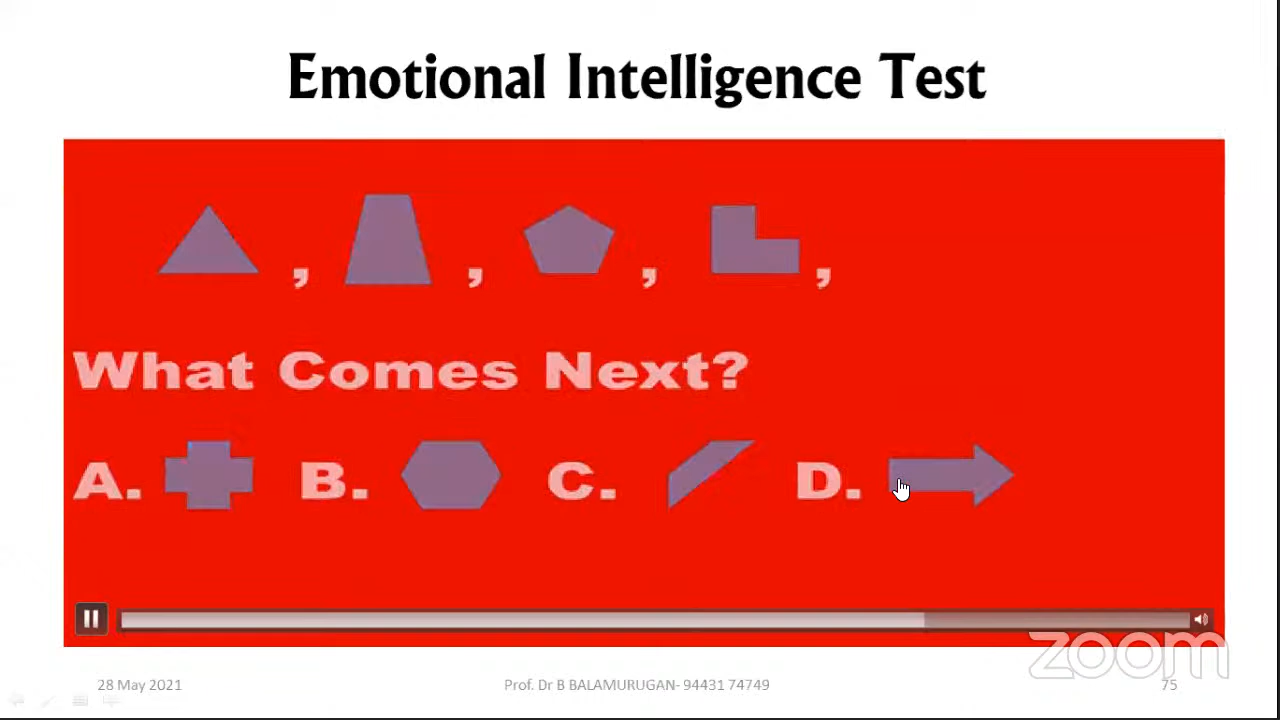 Emotional Intelligence Test
, , , ,
What Comes Next?
A. B. C. D.
zoom
28 May 2021
Prof. Dr B BALAMURUGAN- 94431 74749
75